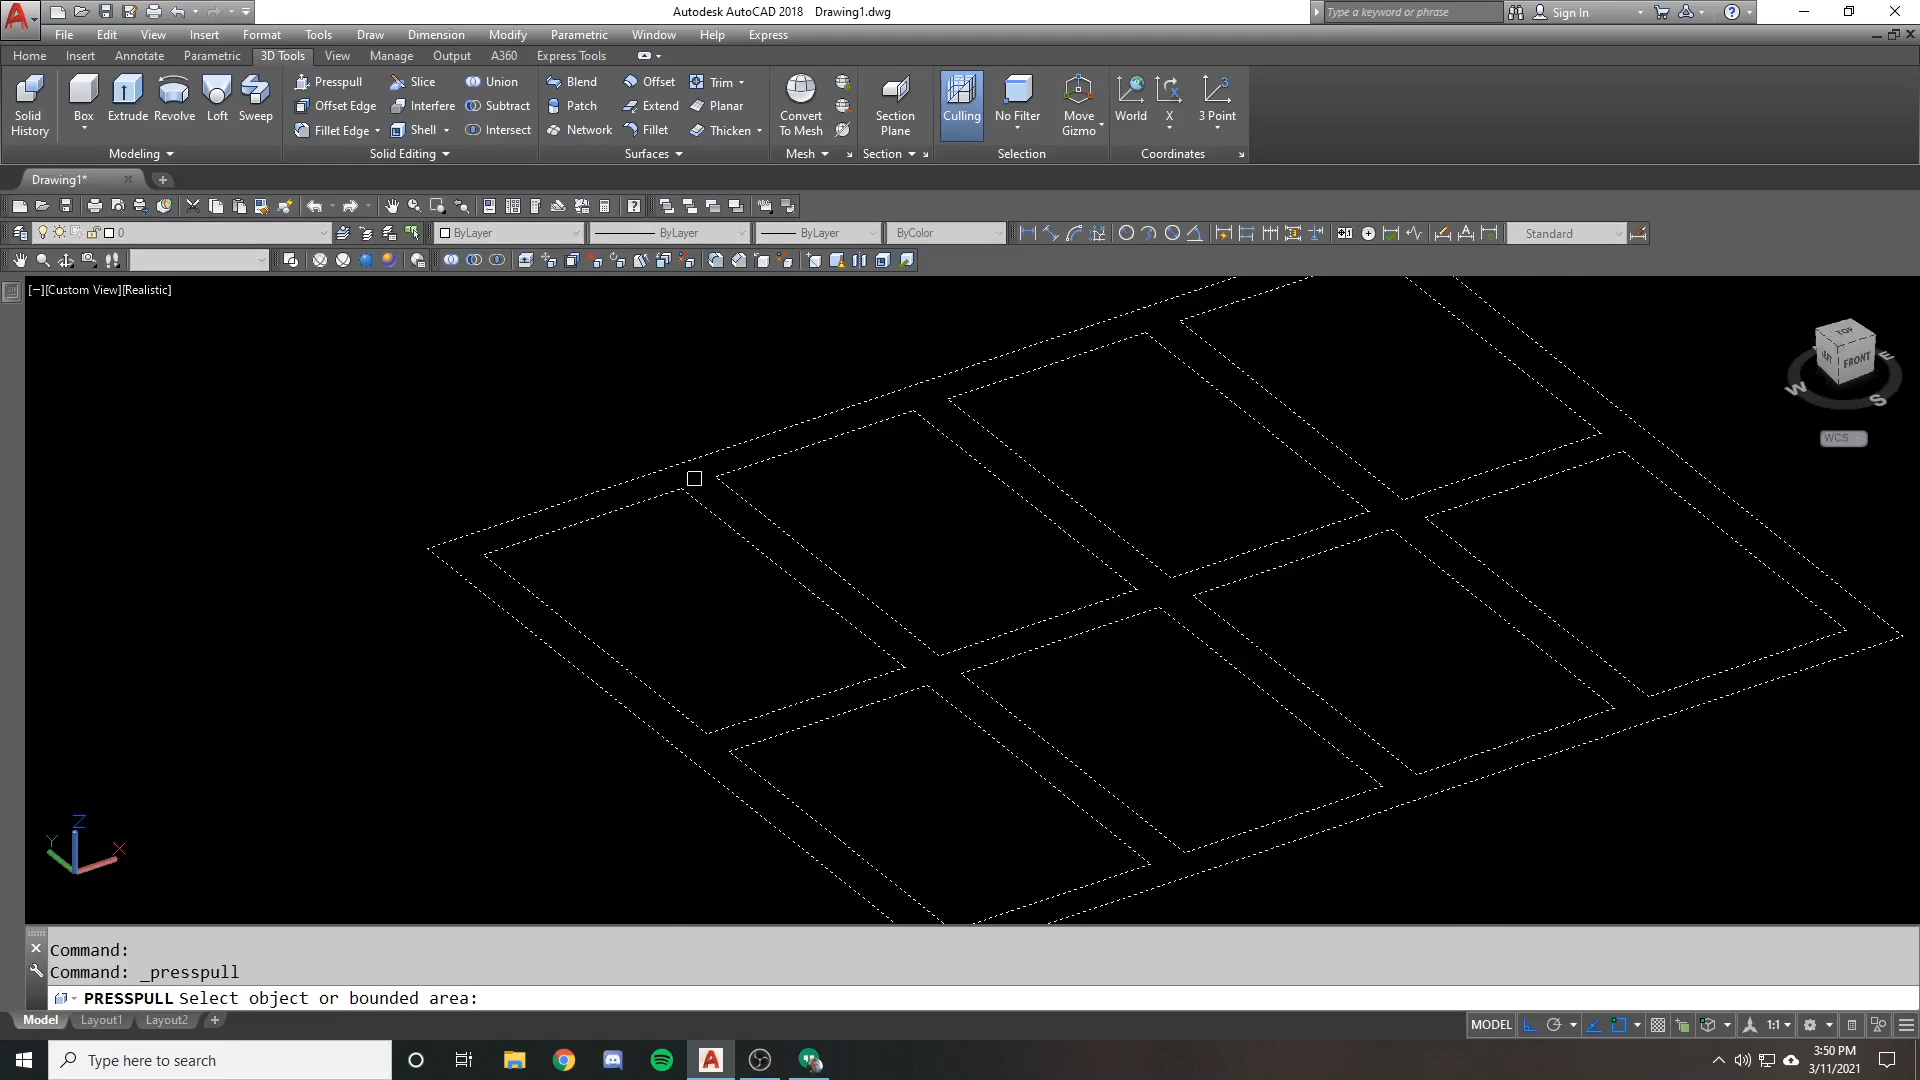 Autodesk AutoCAD 2018 Drawing1.dwg
Type a keyword or phrase
Sign In
File Edit View Insert Format Tools Draw Dimension Modify Parametric Window Help Express
Home Insert Annotate Parametric 3D Tools View Manage Output A360 Express Tools
Solid History
Box
Extrude
Revolve
Loft
Sweep
Modeling
Presspull
Offset Edge
Fillet Edge
Slice
Interfere
Shell
Union
Subtract
Intersect
Solid Editing
Blend
Patch
Network
Offset
Extend
Fillet
Trim
Planar
Thicken
Surfaces
Convert To Mesh
Mesh
Section Plane
Section
Culling
No Filter
Move Gizmo
Selection
World
X
3 Point
Coordinates
Drawing1*
0
ByLayer
ByLayer
ByLayer
ByColor
Standard
[−][Custom View][Realistic]
TOP
LEFT
FRONT
W
S
E
WCS
Z
Y
X
Command:
Command: _presspull
PRESSPULL Select object or bounded area:
Model Layout1 Layout2
MODEL
1:1
Type here to search
3:50 PM
3/11/2021